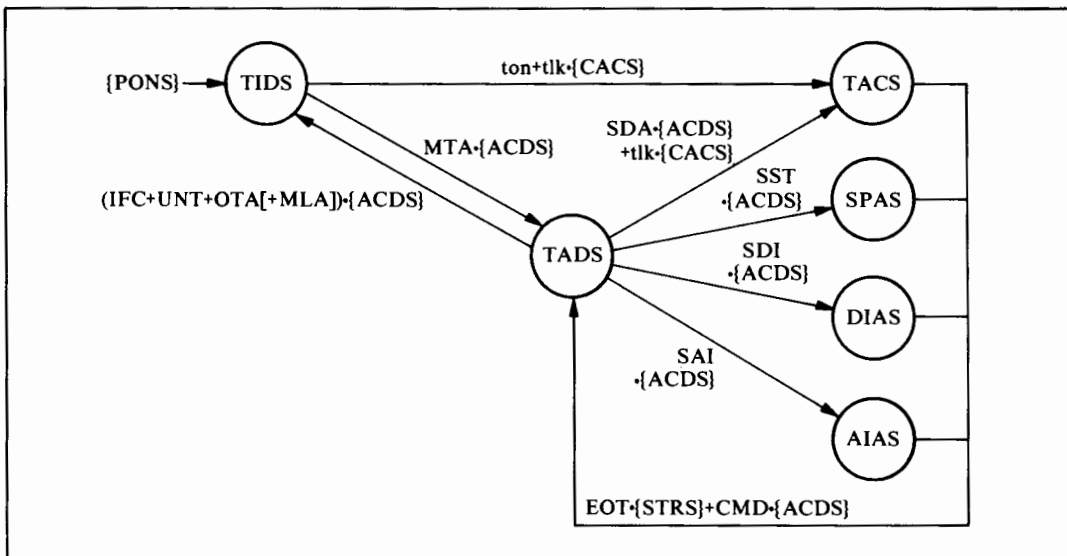 ton+tlk•{CACS}
{PONS}
TIDS
TACS
SDA•{ACDS}
+tlk•{CACS}
MTA•{ACDS}
SST
•{ACDS}
(IFC+UNT+OTA[+MLA])•{ACDS}
SPAS
TADS
SDI
•{ACDS}
DIAS
SAI
•{ACDS}
AIAS
EOT•{STRS}+CMD•{ACDS}